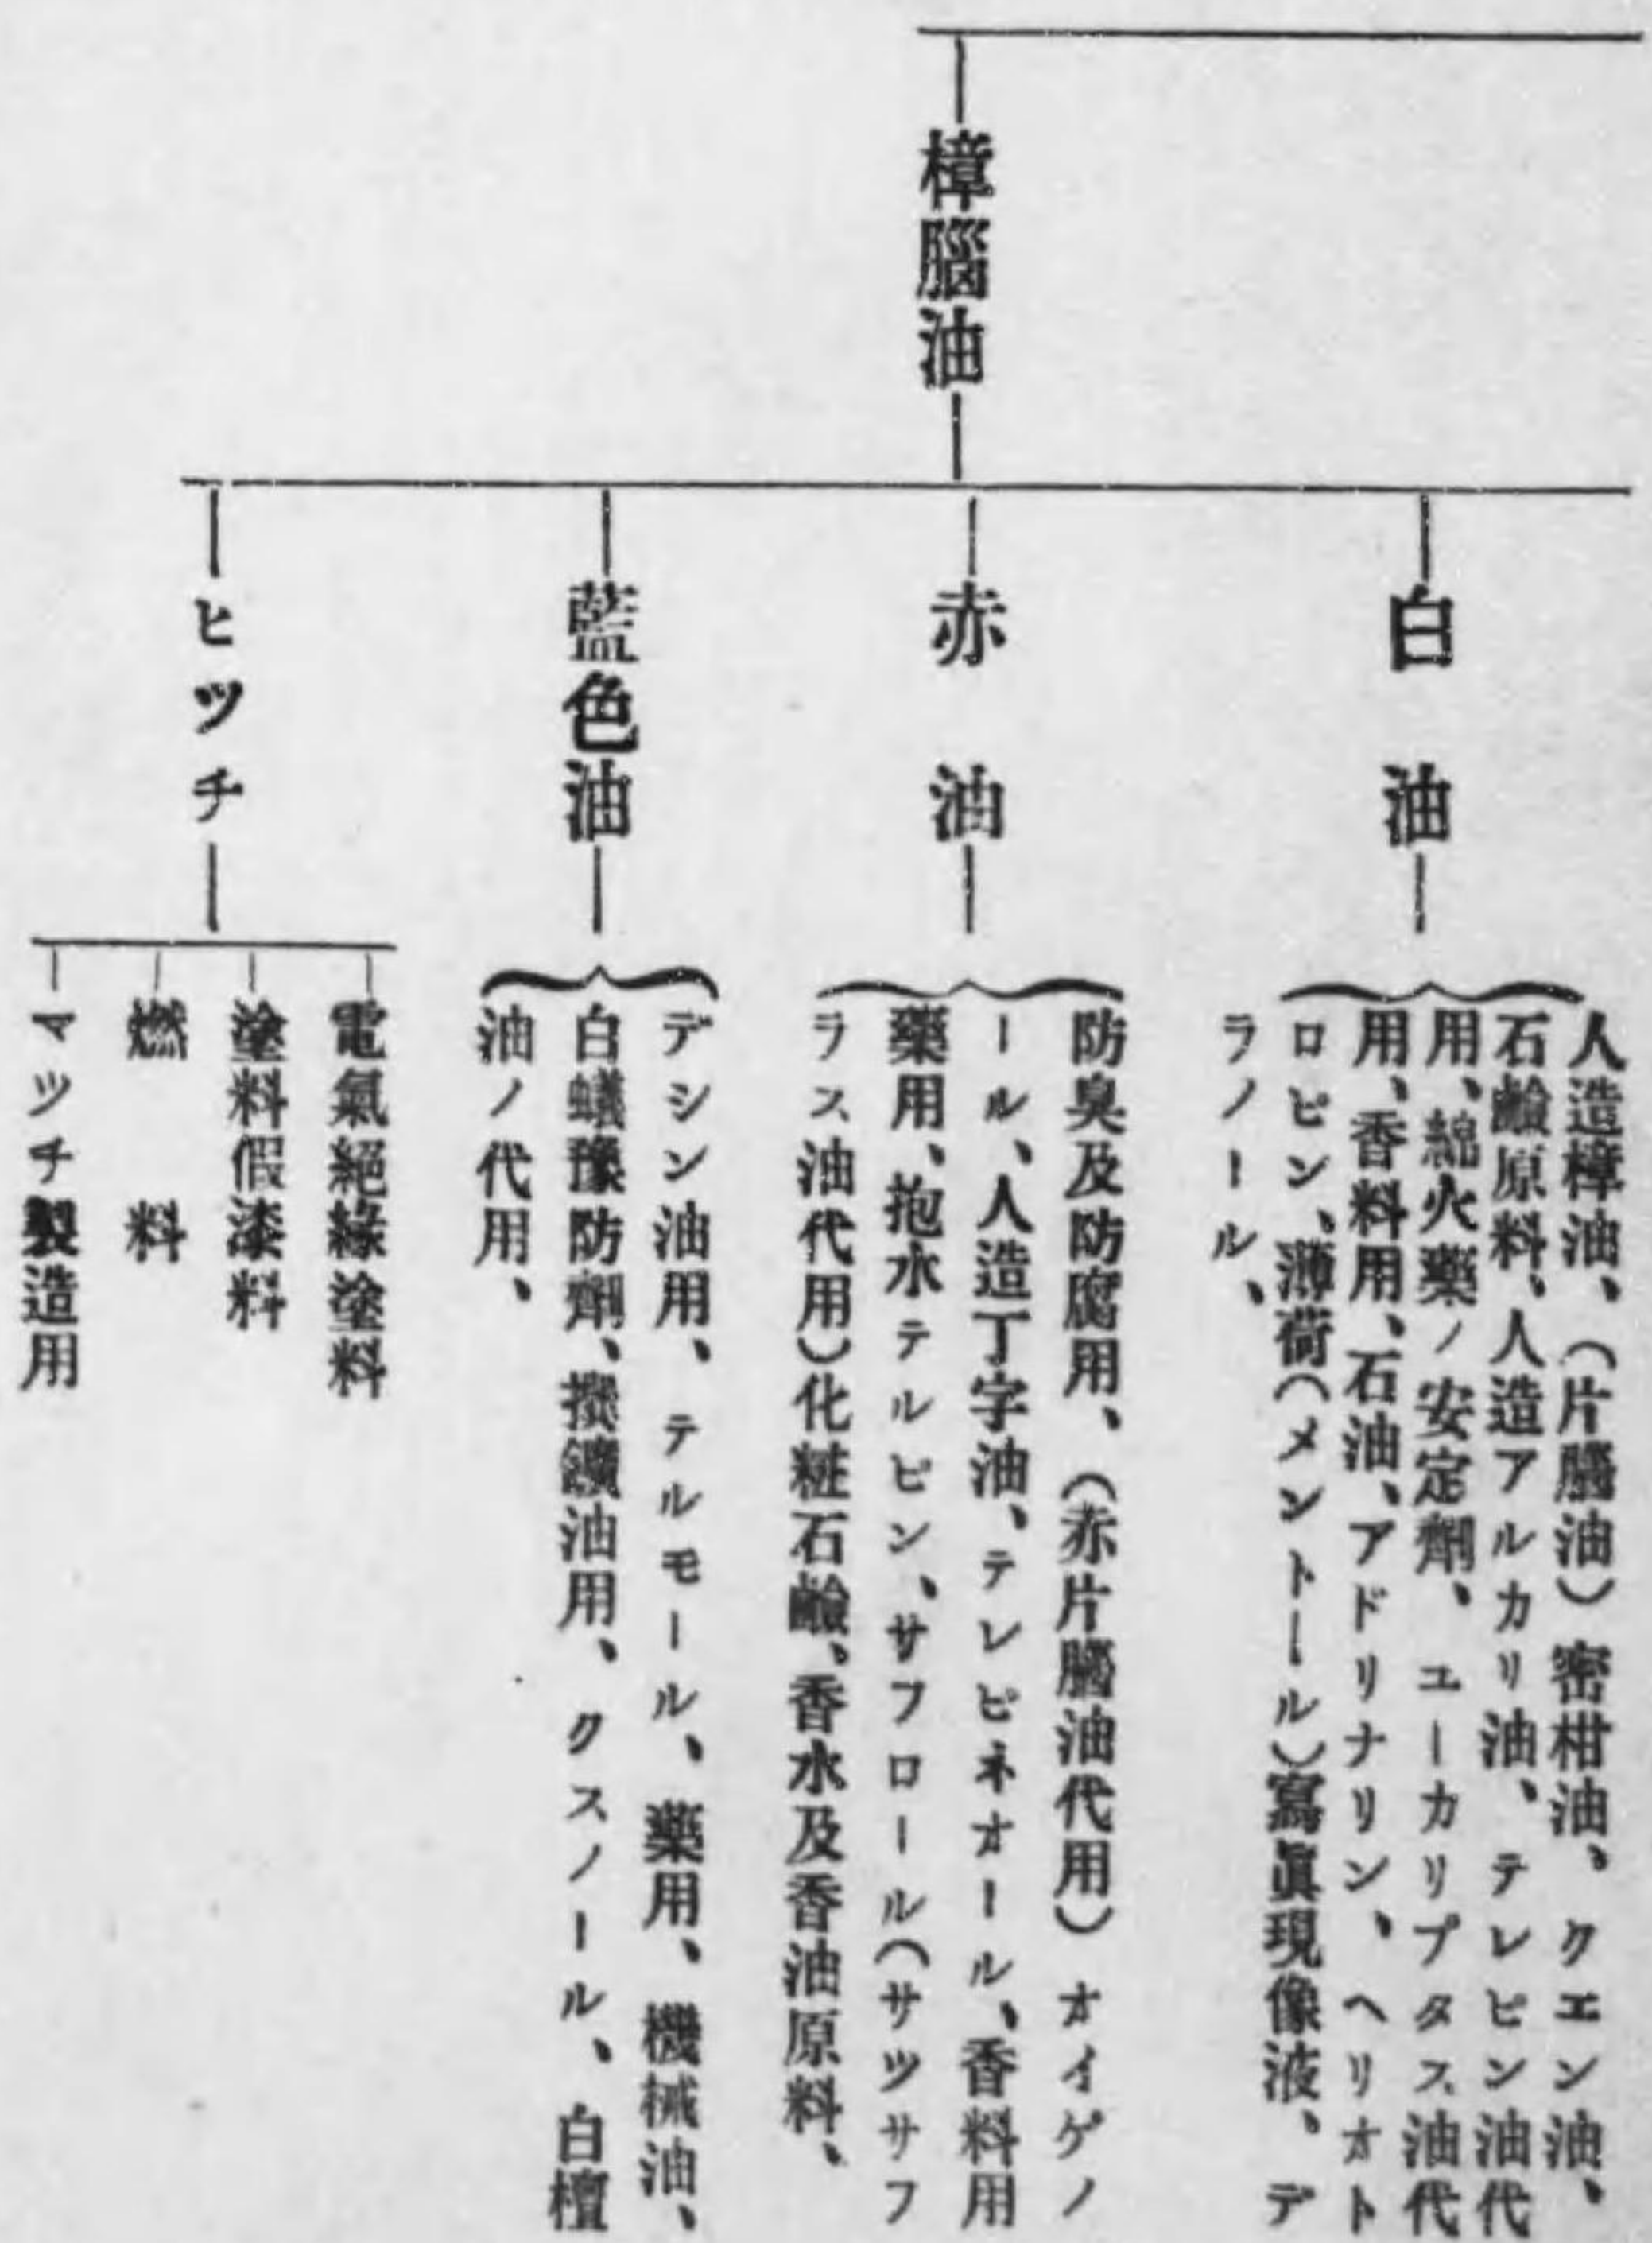 樟腦油
白油
人造樟油、(片腦油)密柑油、クエン油、
石鹼原料、人造アルカリ油、テレピン油代
用、綿火藥ノ安定劑、ユーカリプタス油代
用、香料用、石油、アドリナリン、ヘリオト
ロピン、薄荷(メントール)寫眞現像液、デ
ラノール、
赤油
防臭及防腐用、(赤片腦油代用)オイゲノ
ール、人造丁字油、テレピネオール、香料用
藥用、抱水テルピン、サフロール(サツサフ
ラス油代用)化粧石鹼、香水及香油原料、
藍色油
デシン油用、テルモール、藥用、機械油、
白蟻豫防劑、撰鑛油用、クスノール、白檀
油ノ代用、
ヒツチ
電氣絕緣塗料
塗料假漆料
燃料
マツチ製造用